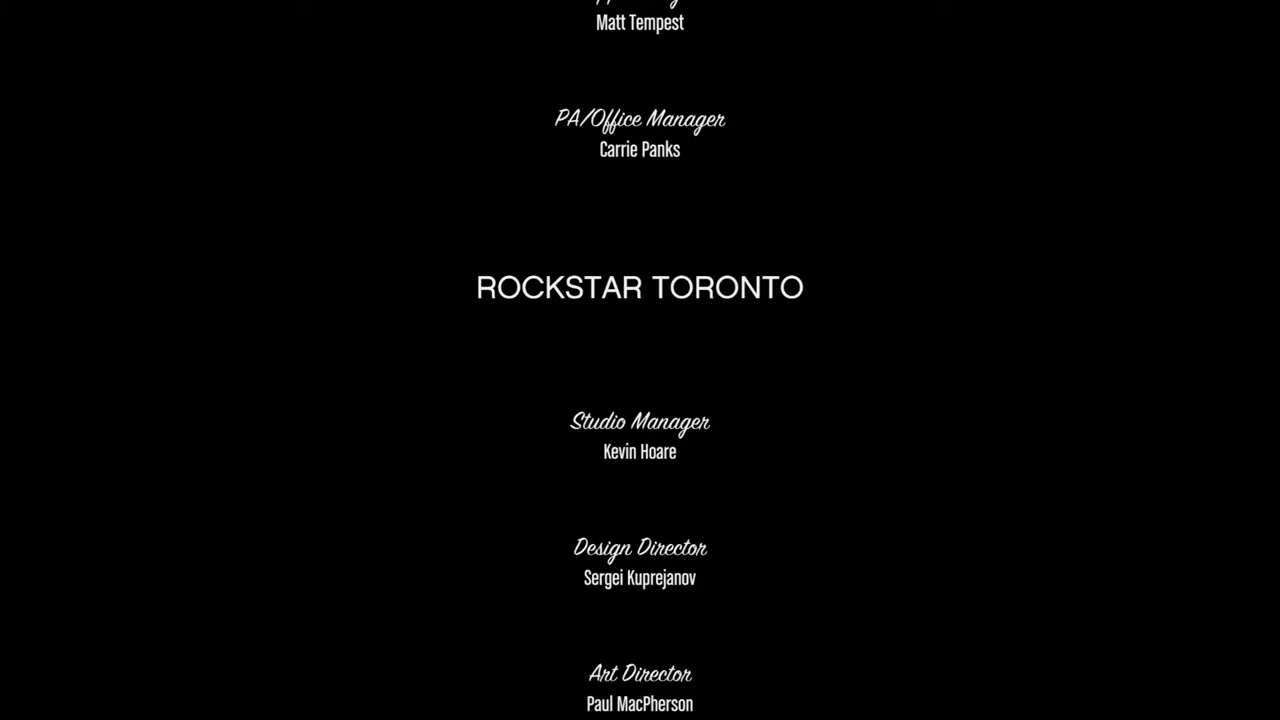 Matt Tempest
PA/Office Manager
Carrie Panks
ROCKSTAR TORONTO
Studio Manager
Kevin Hoare
Design Director
Sergei Kuprejanov
Art Director
Paul MacPherson